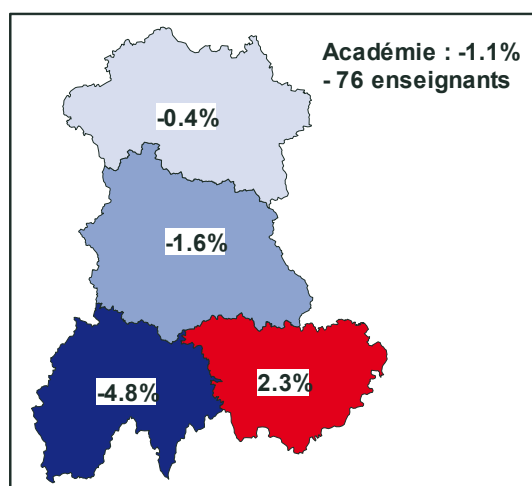 Académie : -1.1%
- 76 enseignants
-0.4%
-1.6%
-4.8%
2.3%